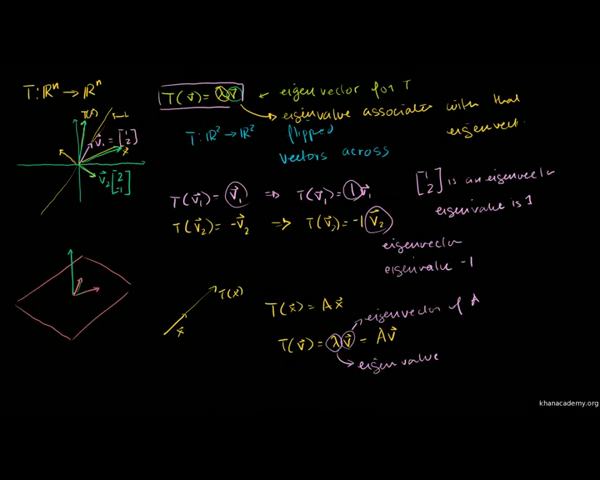 T: ℝⁿ → ℝⁿ
T(v⃗) = λv⃗ ← eigenvector for T
→ eigenvalue associates with that
eigenvect.
T: ℝ² → ℝ² flipped
vectors across
T(x⃗)
v⃗₁ = [1 2]
v⃗₂ [2 -1]
T(v⃗₁) = v⃗₁ ⇒ T(v⃗₁) = 1 v⃗₁
[1 2] is an eigenvector
eigenvalue is 1
T(v⃗₂) = -v⃗₂ → T(v⃗₂) = -1 v⃗₂
eigenvector
eigenvalue -1
T(x⃗)
x⃗
T(x⃗) = Ax⃗
eigenvector of A
T(v⃗) = λv⃗ = Av⃗
eigenvalue
khanacademy.org